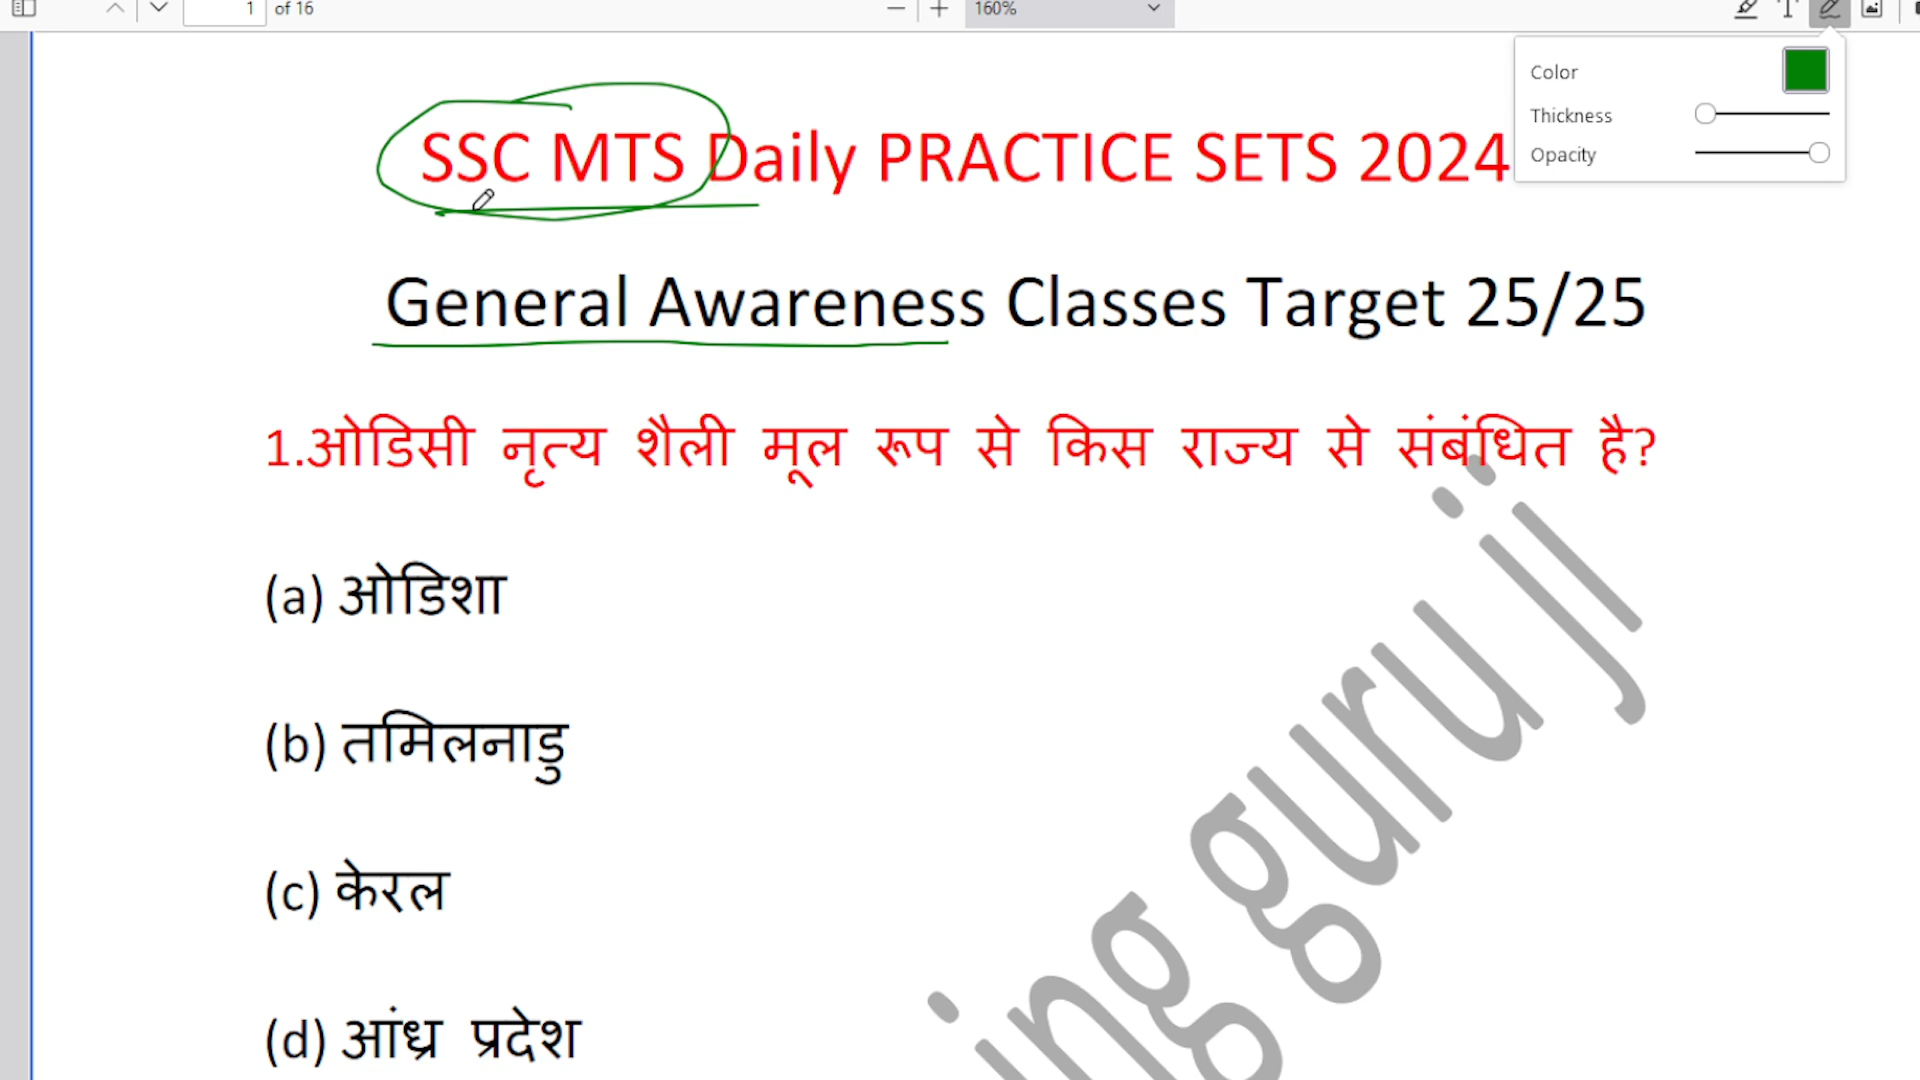 1 of 16
160%
Color
Thickness
Opacity
SSC MTS Daily PRACTICE SETS 2024
General Awareness Classes Target 25/25
1.ओडिसी नृत्य शैली मूल रूप से किस राज्य से संबंधित है?
(a) ओडिशा
(b) तमिलनाडु
(c) केरल
(d) आंध्र प्रदेश
guru ji